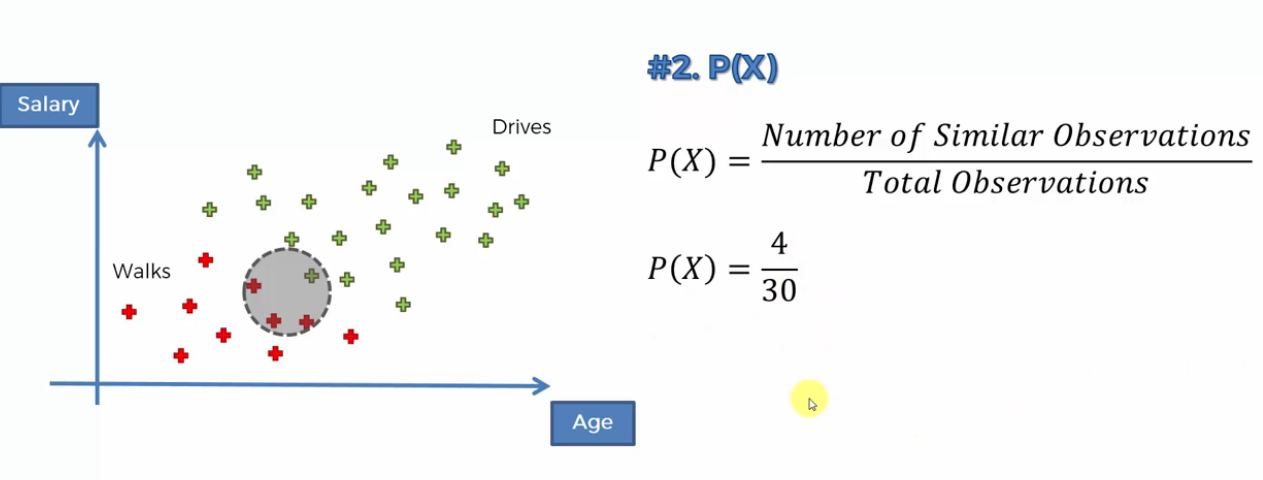 #2. P(X)
Salary
Drives
P(X) = Number of Similar Observations / Total Observations
Walks
P(X) = 4 / 30
Age